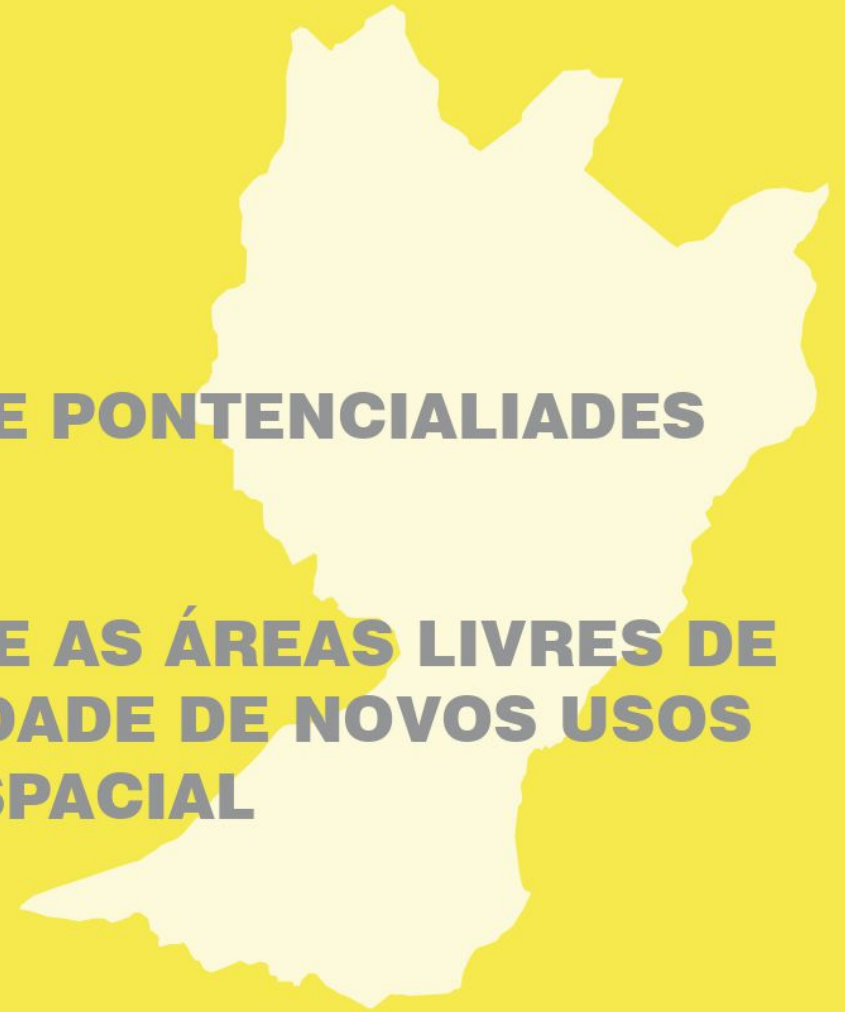 E PONTENCIALIADES
E AS ÁREAS LIVRES DE
DADE DE NOVOS USOS
SPACIAL